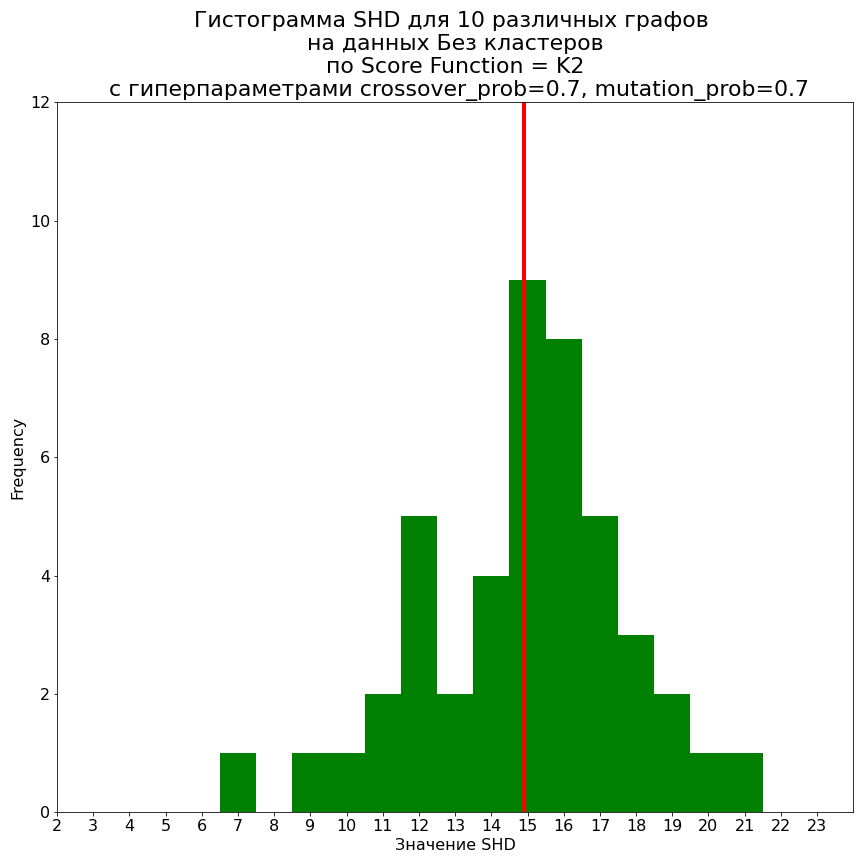 Гистограмма SHD для 10 различных графов
на данных Без кластеров
по Score Function = K2
с гиперпараметрами crossover_prob=0.7, mutation_prob=0.7
12
10
8
6
4
2
0
Frequency
2 3 4 5 6 7 8 9 10 11 12 13 14 15 16 17 18 19 20 21 22 23
Значение SHD